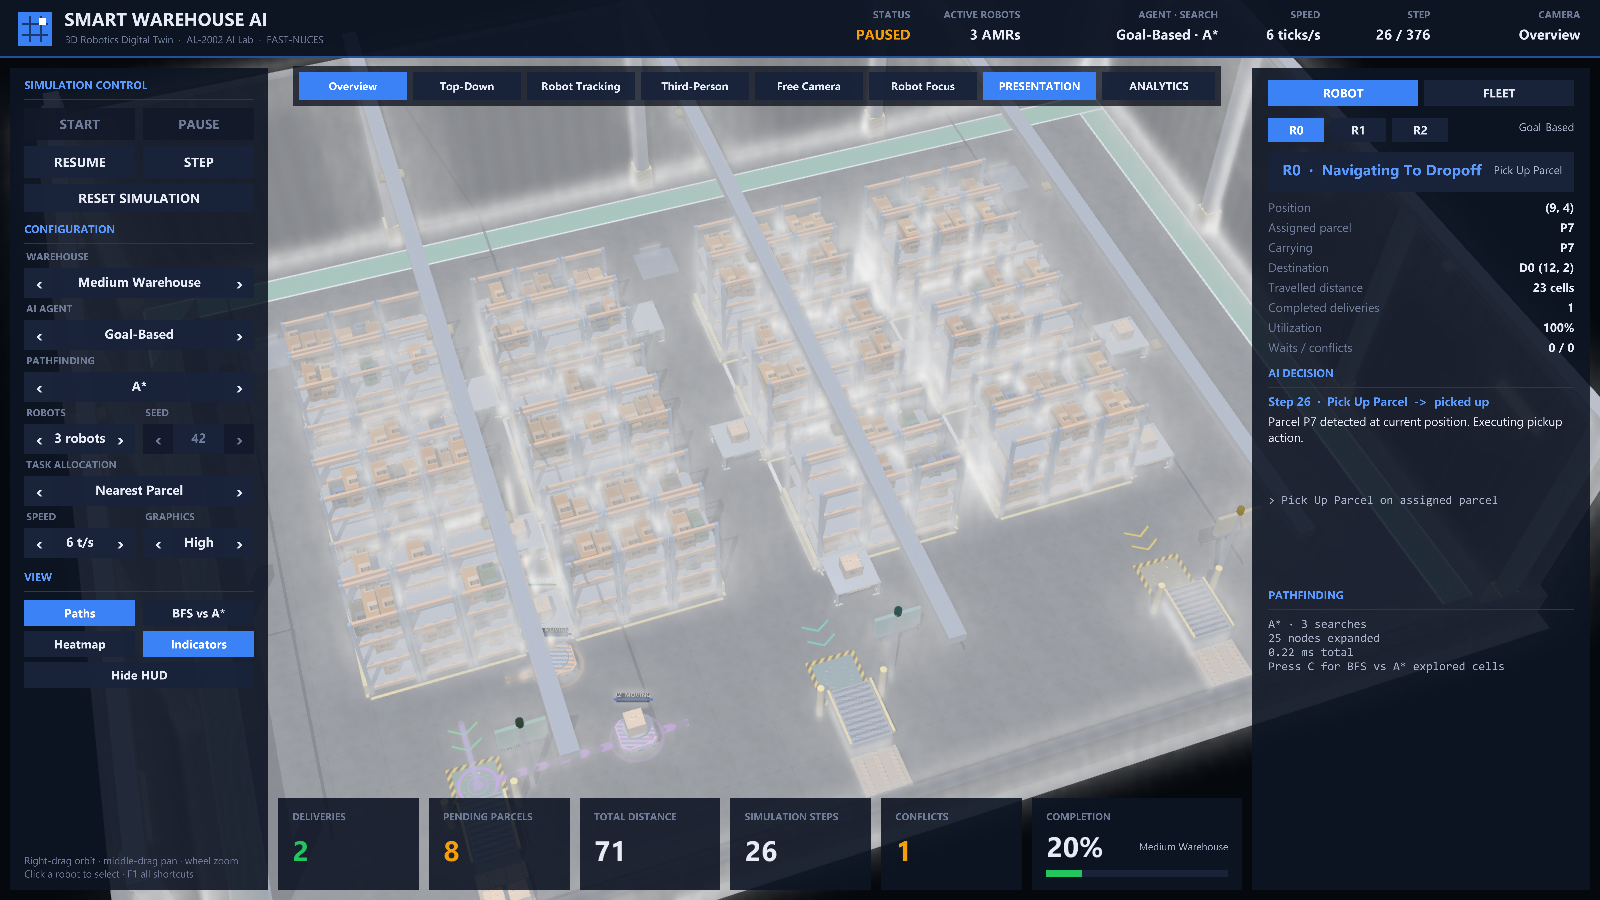 SMART WAREHOUSE AI
3D Robotics Digital Twin · AL-2002 AI Lab · FAST-NUCES
STATUS
PAUSED
ACTIVE ROBOTS
3 AMRs
AGENT · SEARCH
Goal-Based · A*
SPEED
6 ticks/s
STEP
26 / 376
CAMERA
Overview
SIMULATION CONTROL
START
PAUSE
RESUME
STEP
RESET SIMULATION
CONFIGURATION
WAREHOUSE
‹ Medium Warehouse ›
AI AGENT
‹ Goal-Based ›
PATHFINDING
‹ A* ›
ROBOTS
SEED
‹ 3 robots ›
‹ 42 ›
TASK ALLOCATION
‹ Nearest Parcel ›
SPEED
GRAPHICS
‹ 6 t/s ›
‹ High ›
VIEW
Paths
BFS vs A*
Heatmap
Indicators
Hide HUD
Right-drag orbit · middle-drag pan · wheel zoom
Click a robot to select · F1 all shortcuts
Overview
Top-Down
Robot Tracking
Third-Person
Free Camera
Robot Focus
PRESENTATION
ANALYTICS
DELIVERIES
2
PENDING PARCELS
8
TOTAL DISTANCE
71
SIMULATION STEPS
26
CONFLICTS
1
COMPLETION
20%
Medium Warehouse
ROBOT
FLEET
R0
R1
R2
Goal-Based
R0 · Navigating To Dropoff
Pick Up Parcel
Position (9, 4)
Assigned parcel P7
Carrying P7
Destination D0 (12, 2)
Travelled distance 23 cells
Completed deliveries 1
Utilization 100%
Waits / conflicts 0 / 0
AI DECISION
Step 26 · Pick Up Parcel -> picked up
Parcel P7 detected at current position. Executing pickup
action.
> Pick Up Parcel on assigned parcel
PATHFINDING
A* · 3 searches
25 nodes expanded
0.22 ms total
Press C for BFS vs A* explored cells